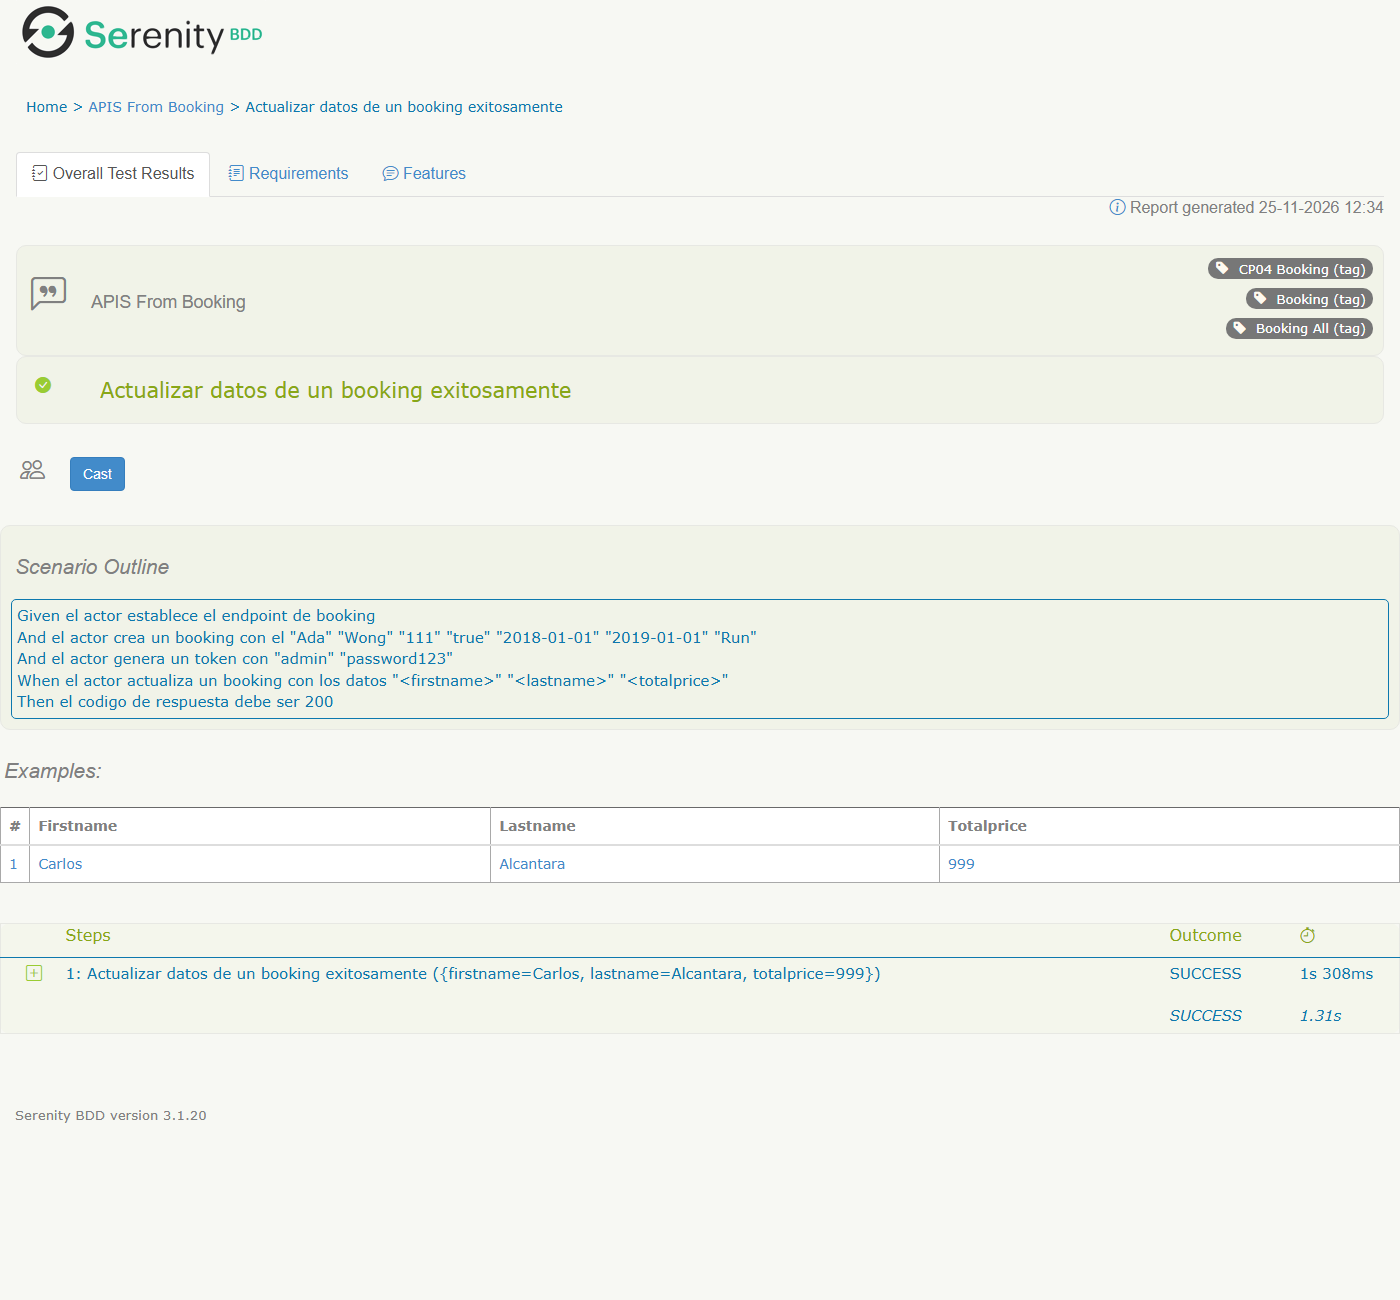 Serenity BDD
Home > APIS From Booking > Actualizar datos de un booking exitosamente
Overall Test Results
Requirements
Features
Report generated 25-11-2026 12:34
CP04 Booking (tag)
Booking (tag)
Booking All (tag)
APIS From Booking
Actualizar datos de un booking exitosamente
Cast
Scenario Outline
Given el actor establece el endpoint de booking
And el actor crea un booking con el "Ada" "Wong" "111" "true" "2018-01-01" "2019-01-01" "Run"
And el actor genera un token con "admin" "password123"
When el actor actualiza un booking con los datos "<firstname>" "<lastname>" "<totalprice>"
Then el codigo de respuesta debe ser 200
Examples:
# Firstname Lastname Totalprice
1 Carlos Alcantara 999
Steps Outcome
1: Actualizar datos de un booking exitosamente ({firstname=Carlos, lastname=Alcantara, totalprice=999}) SUCCESS 1s 308ms
SUCCESS 1.31s
Serenity BDD version 3.1.20